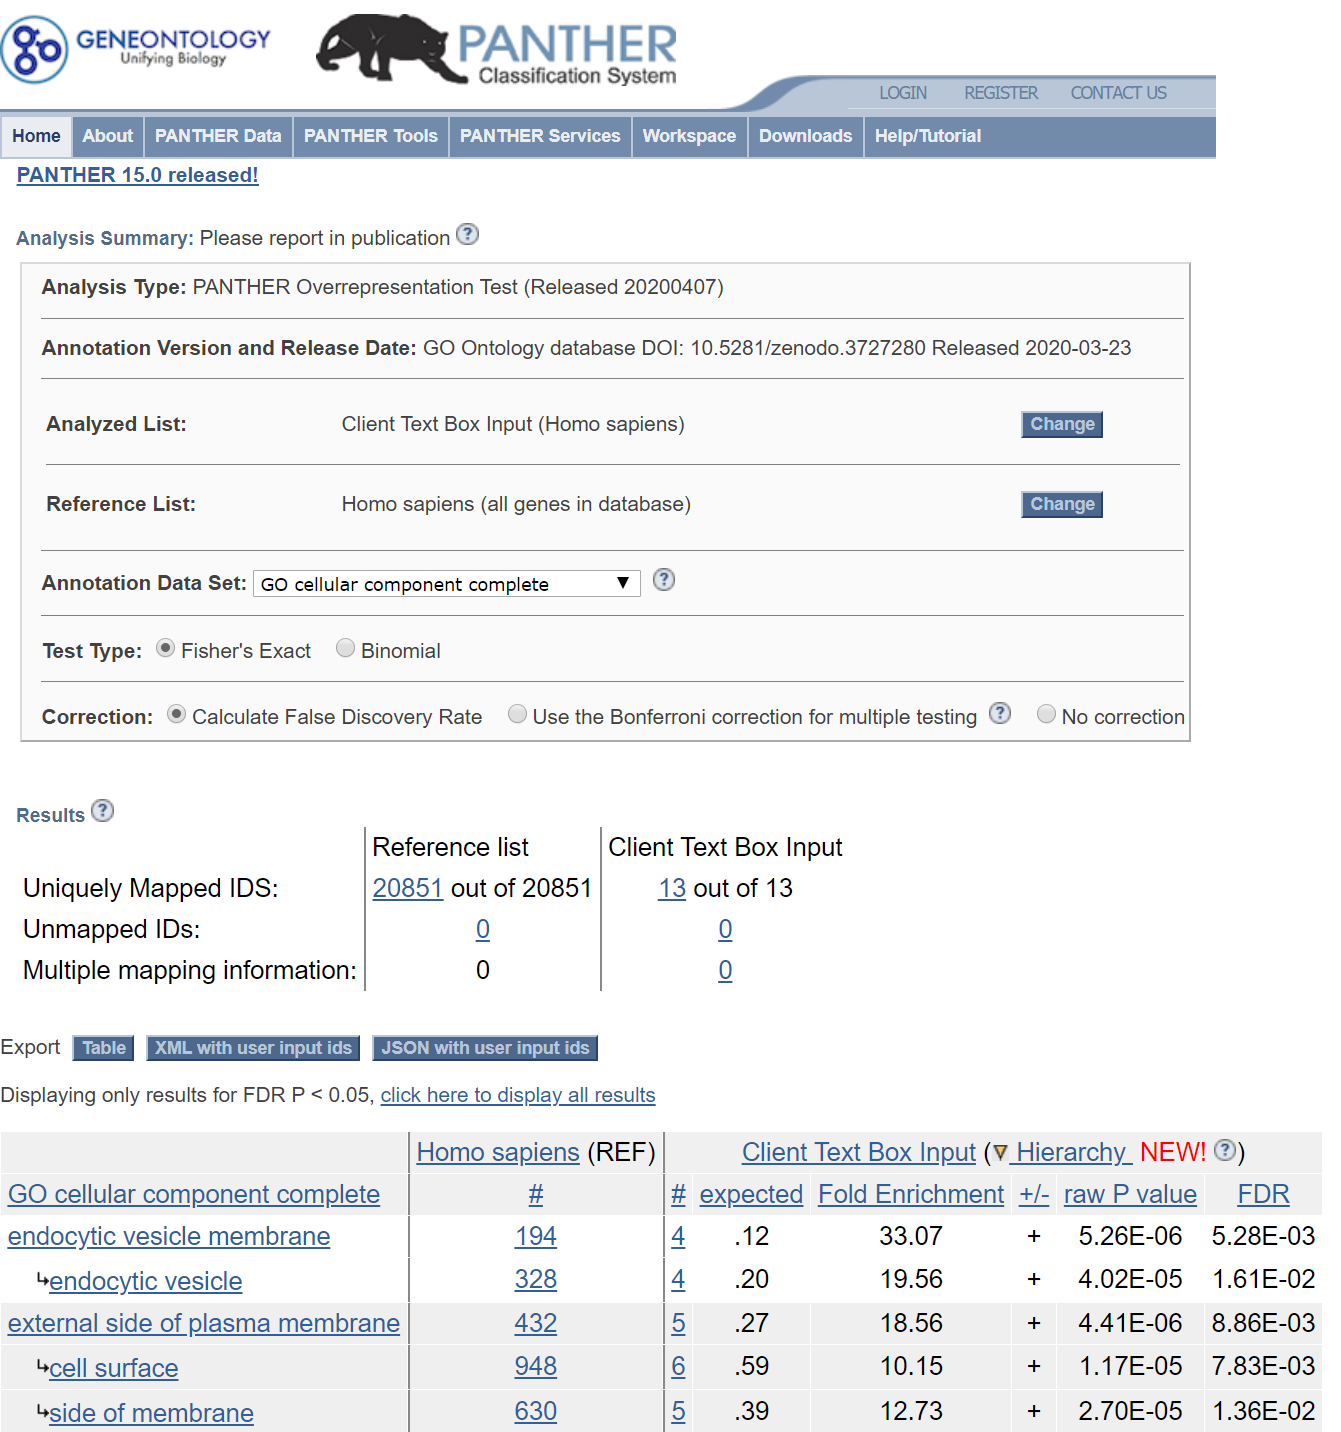 GENEONTOLOGY
Unifying Biology
PANTHER
Classification System
LOGIN REGISTER CONTACT US
Home About PANTHER Data PANTHER Tools PANTHER Services Workspace Downloads Help/Tutorial
PANTHER 15.0 released!
Analysis Summary: Please report in publication ?
Analysis Type: PANTHER Overrepresentation Test (Released 20200407)
Annotation Version and Release Date: GO Ontology database DOI: 10.5281/zenodo.3727280 Released 2020-03-23
Analyzed List: Client Text Box Input (Homo sapiens) Change
Reference List: Homo sapiens (all genes in database) Change
Annotation Data Set: GO cellular component complete ▼ ?
Test Type: Fisher's Exact Binomial
Correction: Calculate False Discovery Rate Use the Bonferroni correction for multiple testing ? No correction
Results ?
Reference list Client Text Box Input
Uniquely Mapped IDS: 20851 out of 20851 13 out of 13
Unmapped IDs: 0 0
Multiple mapping information: 0 0
Export Table XML with user input ids JSON with user input ids
Displaying only results for FDR P < 0.05, click here to display all results
Homo sapiens (REF) Client Text Box Input (▼ Hierarchy NEW! ?)
GO cellular component complete # # expected Fold Enrichment +/- raw P value FDR
endocytic vesicle membrane 194 4 .12 33.07 + 5.26E-06 5.28E-03
↳endocytic vesicle 328 4 .20 19.56 + 4.02E-05 1.61E-02
external side of plasma membrane 432 5 .27 18.56 + 4.41E-06 8.86E-03
↳cell surface 948 6 .59 10.15 + 1.17E-05 7.83E-03
↳side of membrane 630 5 .39 12.73 + 2.70E-05 1.36E-02